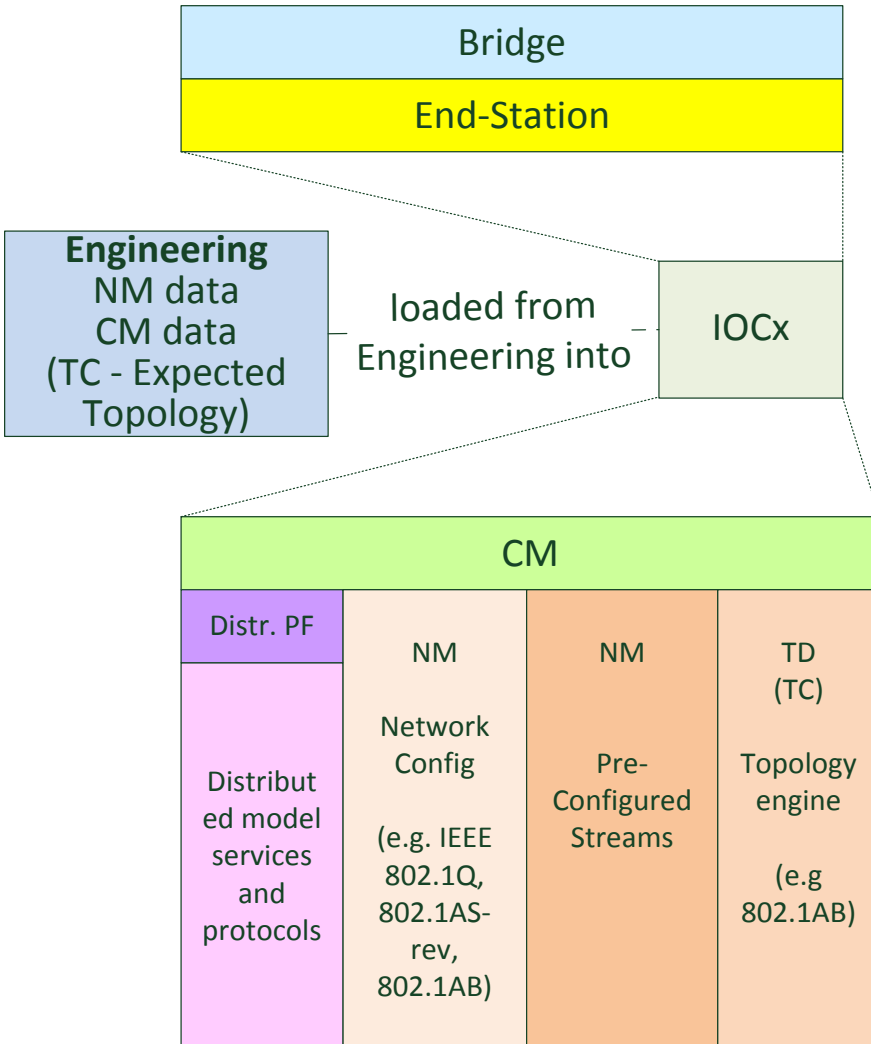 Bridge
End-Station
Engineering
NM data
CM data
(TC - Expected
Topology)
loaded from
Engineering into
IOCx
CM
Distr. PF
Distribut
ed model
services
and
protocols
NM
Network
Config
(e.g. IEEE
802.1Q,
802.1AS-
rev,
802.1AB)
NM
Pre-
Configured
Streams
TD
(TC)
Topology
engine
(e.g
802.1AB)